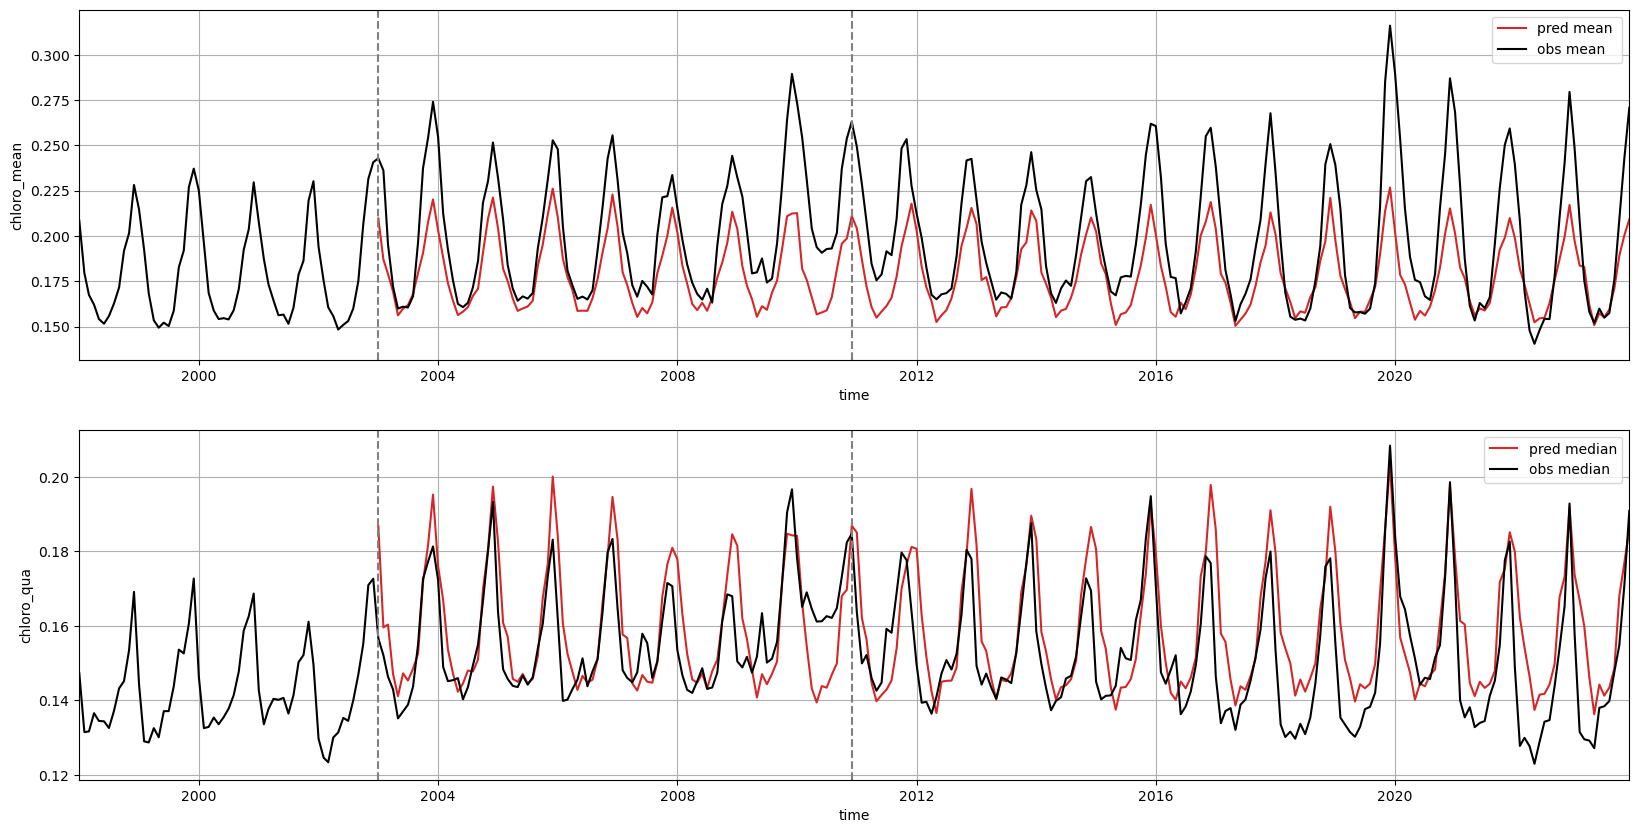 0.300
0.275
0.250
0.225
0.200
0.175
0.150
chloro_mean
pred mean
obs mean
2000 2004 2008 2012 2016 2020
time
0.20
0.18
0.16
0.14
0.12
chloro_qua
pred median
obs median
2000 2004 2008 2012 2016 2020
time